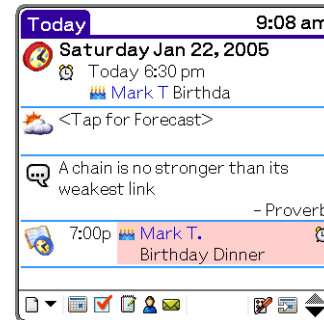 Today 9:08 am
Saturday Jan 22, 2005
Today 6:30 pm
Mark T Birthda
<Tap for Forecast>
A chain is no stronger than its
weakest link
- Proverb
7:00p Mark T.
Birthday Dinner